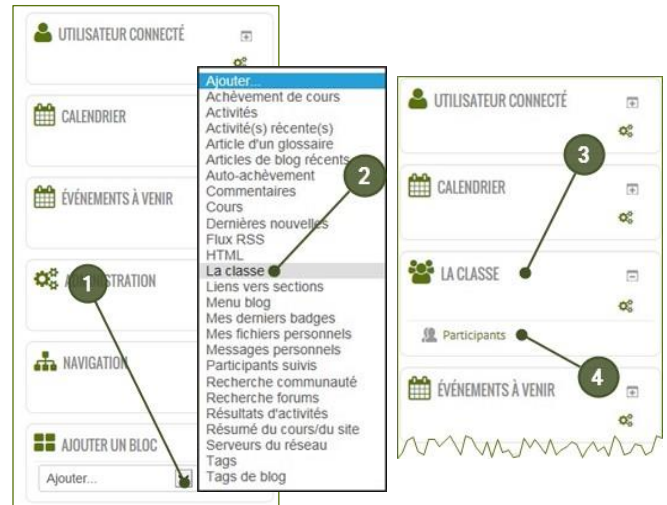 UTILISATEUR CONNECTÉ
CALENDRIER
ÉVÉNEMENTS À VENIR
1
NAVIGATION
AJOUTER UN BLOC
Ajouter...
Ajouter...
Achèvement de cours
Activités
Activité(s) récente(s)
Article d'un glossaire
Articles de blog récents
Auto-achèvement
2
Commentaires
Cours
Dernières nouvelles
Flux RSS
HTML
La classe
Liens vers sections
Menu blog
Mes derniers badges
Mes fichiers personnels
Messages personnels
Participants suivis
Recherche communauté
Recherche forums
Résultats d'activités
Résumé du cours/du site
Serveurs du réseau
Tags
Tags de blog
UTILISATEUR CONNECTÉ
3
CALENDRIER
LA CLASSE
Participants
4
ÉVÉNEMENTS À VENIR